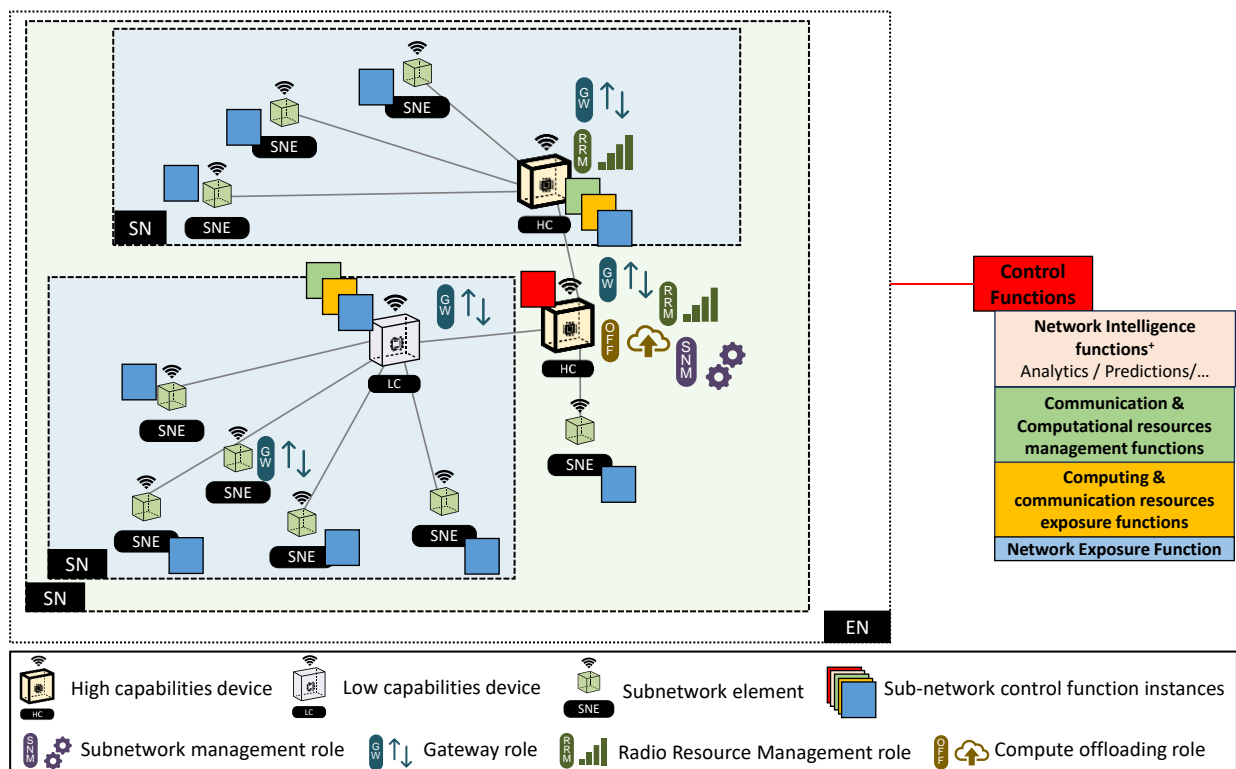 SNE
GW
SNE
RRM
SNE
SN
HC
GW
GW
RRM
Control
Functions
OFF
SNM
HC
Network Intelligence
functions+
Analytics / Predictions/...
LC
SNE
Communication &
Computational resources
management functions
GW
SNE
SNE
Computing &
communication resources
exposure functions
SNE
SNE
SNE
Network Exposure Function
SN
SN
EN
High capabilities device
HC
Low capabilities device
LC
Subnetwork element
SNE
Sub-network control function instances
SNM
Subnetwork management role
GW
Gateway role
RRM
Radio Resource Management role
OFF
Compute offloading role